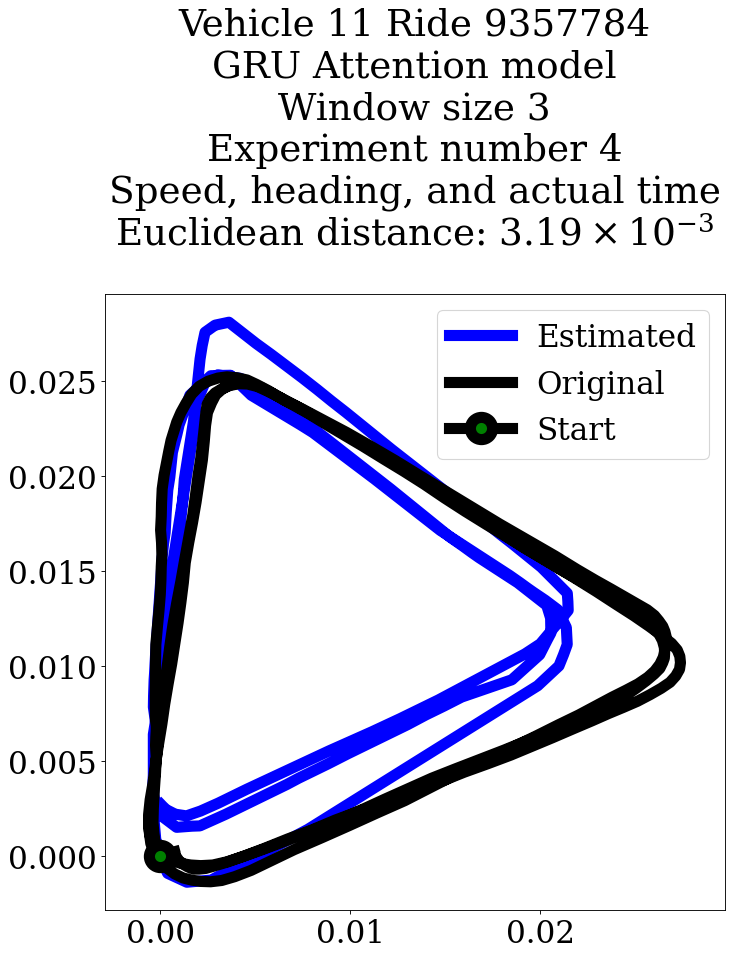 Vehicle 11 Ride 9357784
GRU Attention model
Window size 3
Experiment number 4
Speed, heading, and actual time
Euclidean distance: 3.19 × 10⁻³
Estimated
Original
Start
0.025
0.020
0.015
0.010
0.005
0.000
0.00 0.01 0.02